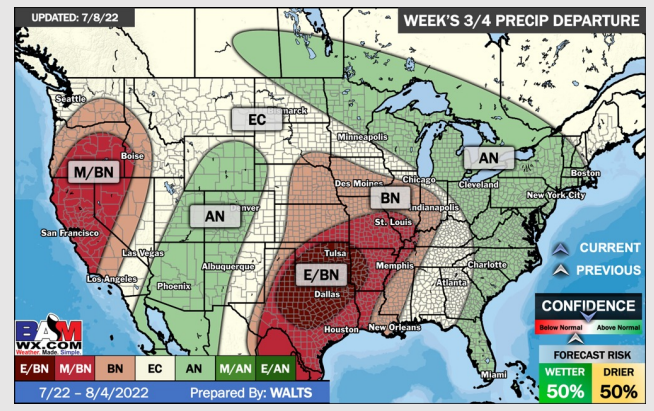 UPDATED: 7/8/22
WEEK'S 3/4 PRECIP DEPARTURE
Seattle
EC
Minneapolis
M/BN
Boise
AN
Boston
Des Moines
Chicago
Cleveland
New York City
AN
BN
Indianapolis
St. Louis
San Francisco
Las Vegas
Los Angeles
Phoenix
Albuquerque
Tulsa
E/BN
Dallas
Memphis
Charlotte
Atlanta
Houston
New Orleans
Miami
CURRENT
PREVIOUS
CONFIDENCE
Below Normal
Above Normal
FORECAST RISK
WETTER
50%
DRIER
50%
BAM
WX.COM
Weather. Made. Simple.
E/BN M/BN BN EC AN M/AN E/AN
7/22 – 8/4/2022
Prepared By: WALTS